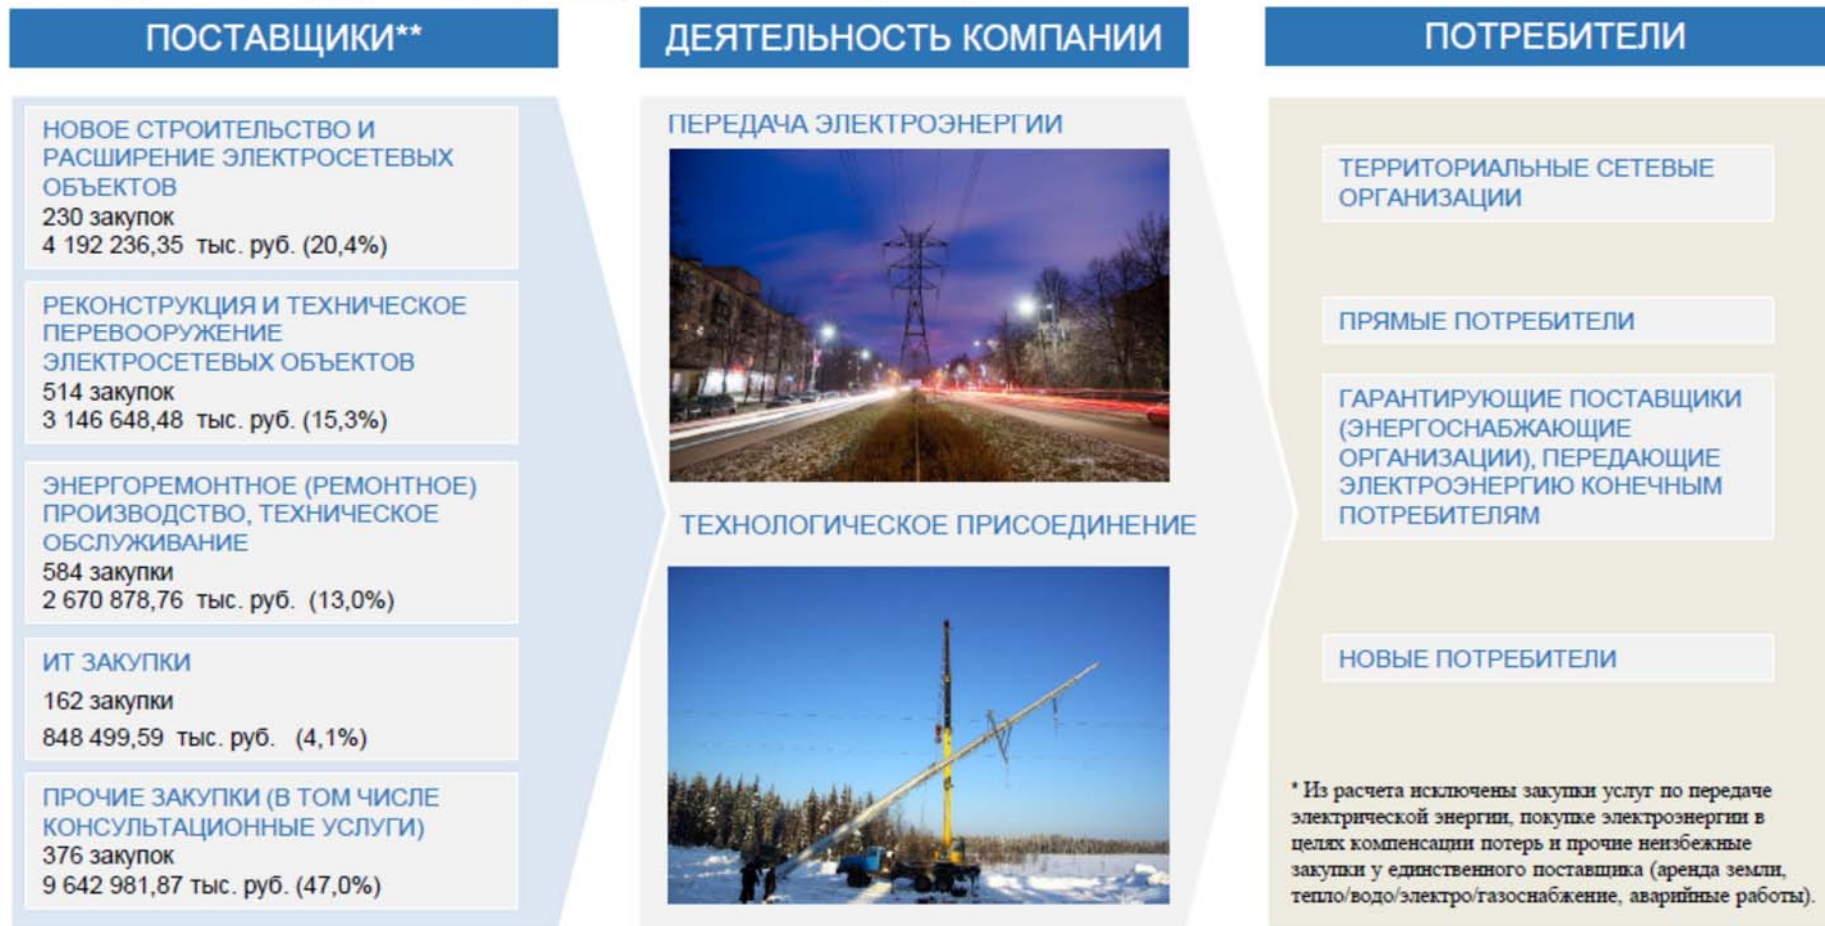 ПОСТАВЩИКИ**
НОВОЕ СТРОИТЕЛЬСТВО И
РАСШИРЕНИЕ ЭЛЕКТРОСЕТЕВЫХ
ОБЪЕКТОВ
230 закупок
4 192 236,35 тыс. руб. (20,4%)
РЕКОНСТРУКЦИЯ И ТЕХНИЧЕСКОЕ
ПЕРЕВООРУЖЕНИЕ
ЭЛЕКТРОСЕТЕВЫХ ОБЪЕКТОВ
514 закупок
3 146 648,48 тыс. руб. (15,3%)
ЭНЕРГОРЕМОНТНОЕ (РЕМОНТНОЕ)
ПРОИЗВОДСТВО, ТЕХНИЧЕСКОЕ
ОБСЛУЖИВАНИЕ
584 закупки
2 670 878,76 тыс. руб. (13,0%)
ИТ ЗАКУПКИ
162 закупки
848 499,59 тыс. руб. (4,1%)
ПРОЧИЕ ЗАКУПКИ (В ТОМ ЧИСЛЕ
КОНСУЛЬТАЦИОННЫЕ УСЛУГИ)
376 закупок
9 642 981,87 тыс. руб. (47,0%)
ДЕЯТЕЛЬНОСТЬ КОМПАНИИ
ПЕРЕДАЧА ЭЛЕКТРОЭНЕРГИИ
ТЕХНОЛОГИЧЕСКОЕ ПРИСОЕДИНЕНИЕ
ПОТРЕБИТЕЛИ
ТЕРРИТОРИАЛЬНЫЕ СЕТЕВЫЕ
ОРГАНИЗАЦИИ
ПРЯМЫЕ ПОТРЕБИТЕЛИ
ГАРАНТИРУЮЩИЕ ПОСТАВЩИКИ
(ЭНЕРГОСНАБЖАЮЩИЕ
ОРГАНИЗАЦИИ), ПЕРЕДАЮЩИЕ
ЭЛЕКТРОЭНЕРГИЮ КОНЕЧНЫМ
ПОТРЕБИТЕЛЯМ
НОВЫЕ ПОТРЕБИТЕЛИ
* Из расчета исключены закупки услуг по передаче
электрической энергии, покупке электроэнергии в
целях компенсации потерь и прочие неизбежные
закупки у единственного поставщика (аренда земли,
тепло/водо/электро/газоснабжение, аварийные работы).